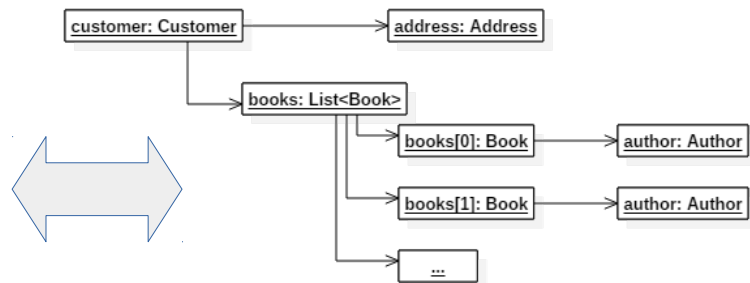 customer: Customer
address: Address
books: List<Book>
books[0]: Book
author: Author
books[1]: Book
author: Author
...